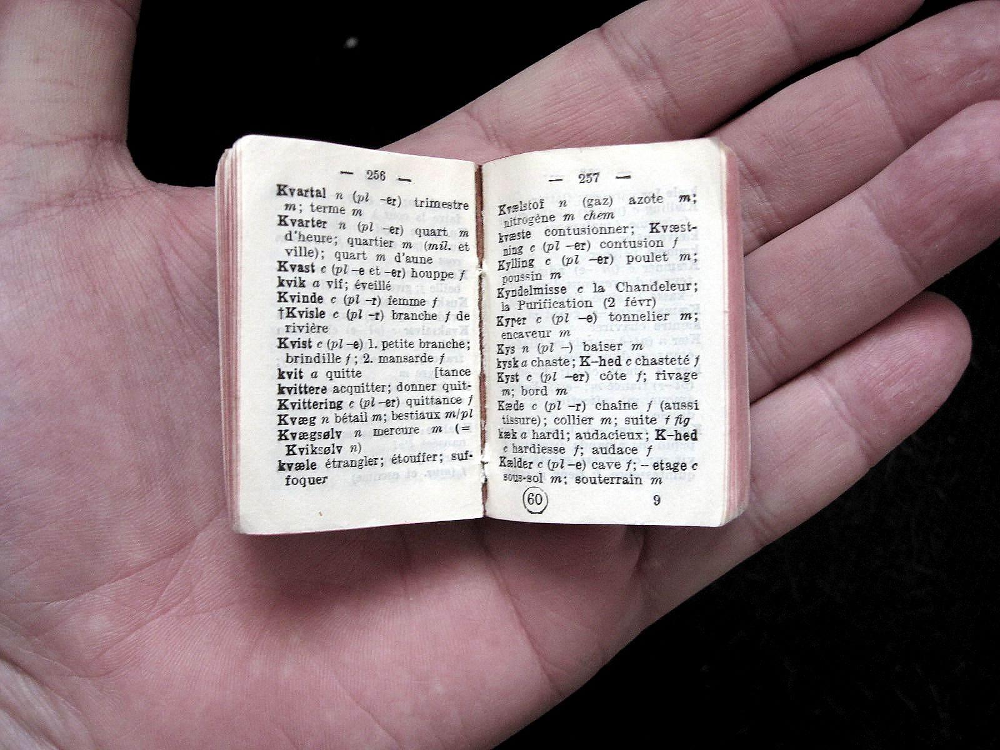 — 256 —
Kvartal n (pl -er) trimestre
m; terme m
Kvarter n (pl -er) quart m
d'heure; quartier m (mil. et
ville); quart m d'aune
Kvast c (pl -e et -er) houppe f
kvik a vif; éveillé
Kvinde c (pl -r) femme f
†Kvisle c (pl -r) branche f de
rivière
Kvist c (pl -e) 1. petite branche;
brindille f; 2. mansarde f
kvit a quitte [tance
kvittere acquitter; donner quit-
Kvittering c (pl -er) quittance f
Kvæg n bétail m; bestiaux m/pl
Kvægsølv n mercure m (=
Kviksølv n)
kvæle étrangler; étouffer; suf-
foquer
— 257 —
Kvælstof n (gaz) azote m;
nitrogène m chem
kvæste contusionner; Kvæst-
ning c (pl -er) contusion f
Kylling c (pl -er) poulet m;
poussin m
Kyndelmisse c la Chandeleur;
la Purification (2 févr)
Kyper c (pl -e) tonnelier m;
encaveur m
Kys n (pl -) baiser m
kysk a chaste; K-hed c chasteté f
Kyst c (pl -er) côte f; rivage
m; bord m
Kæde c (pl -r) chaîne f (aussi
tissure); collier m; suite f fig
kæk a hardi; audacieux; K-hed
c hardiesse f; audace f
Kælder c (pl -e) cave f; - etage c
sous-sol m; souterrain m
60 9